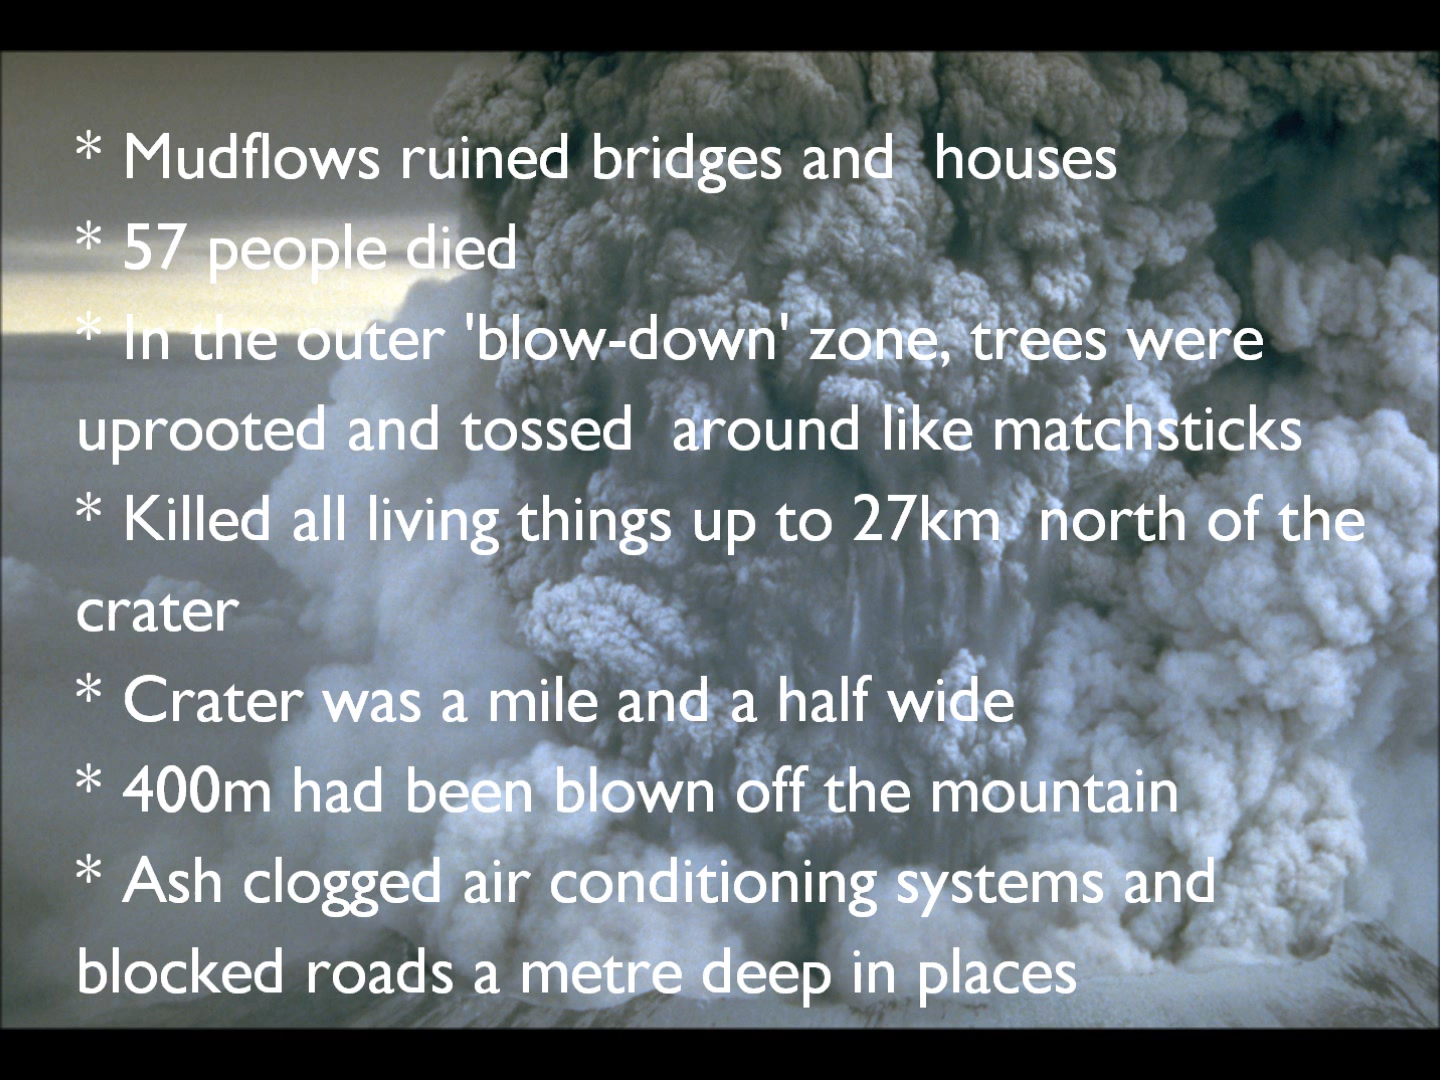 * Mudflows ruined bridges and  houses
* 57 people died
* In the outer 'blow-down' zone, trees were
uprooted and tossed  around like matchsticks
* Killed all living things up to 27km  north of the
crater
* Crater was a mile and a half wide
* 400m had been blown off the mountain
* Ash clogged air conditioning systems and
blocked roads a metre deep in places